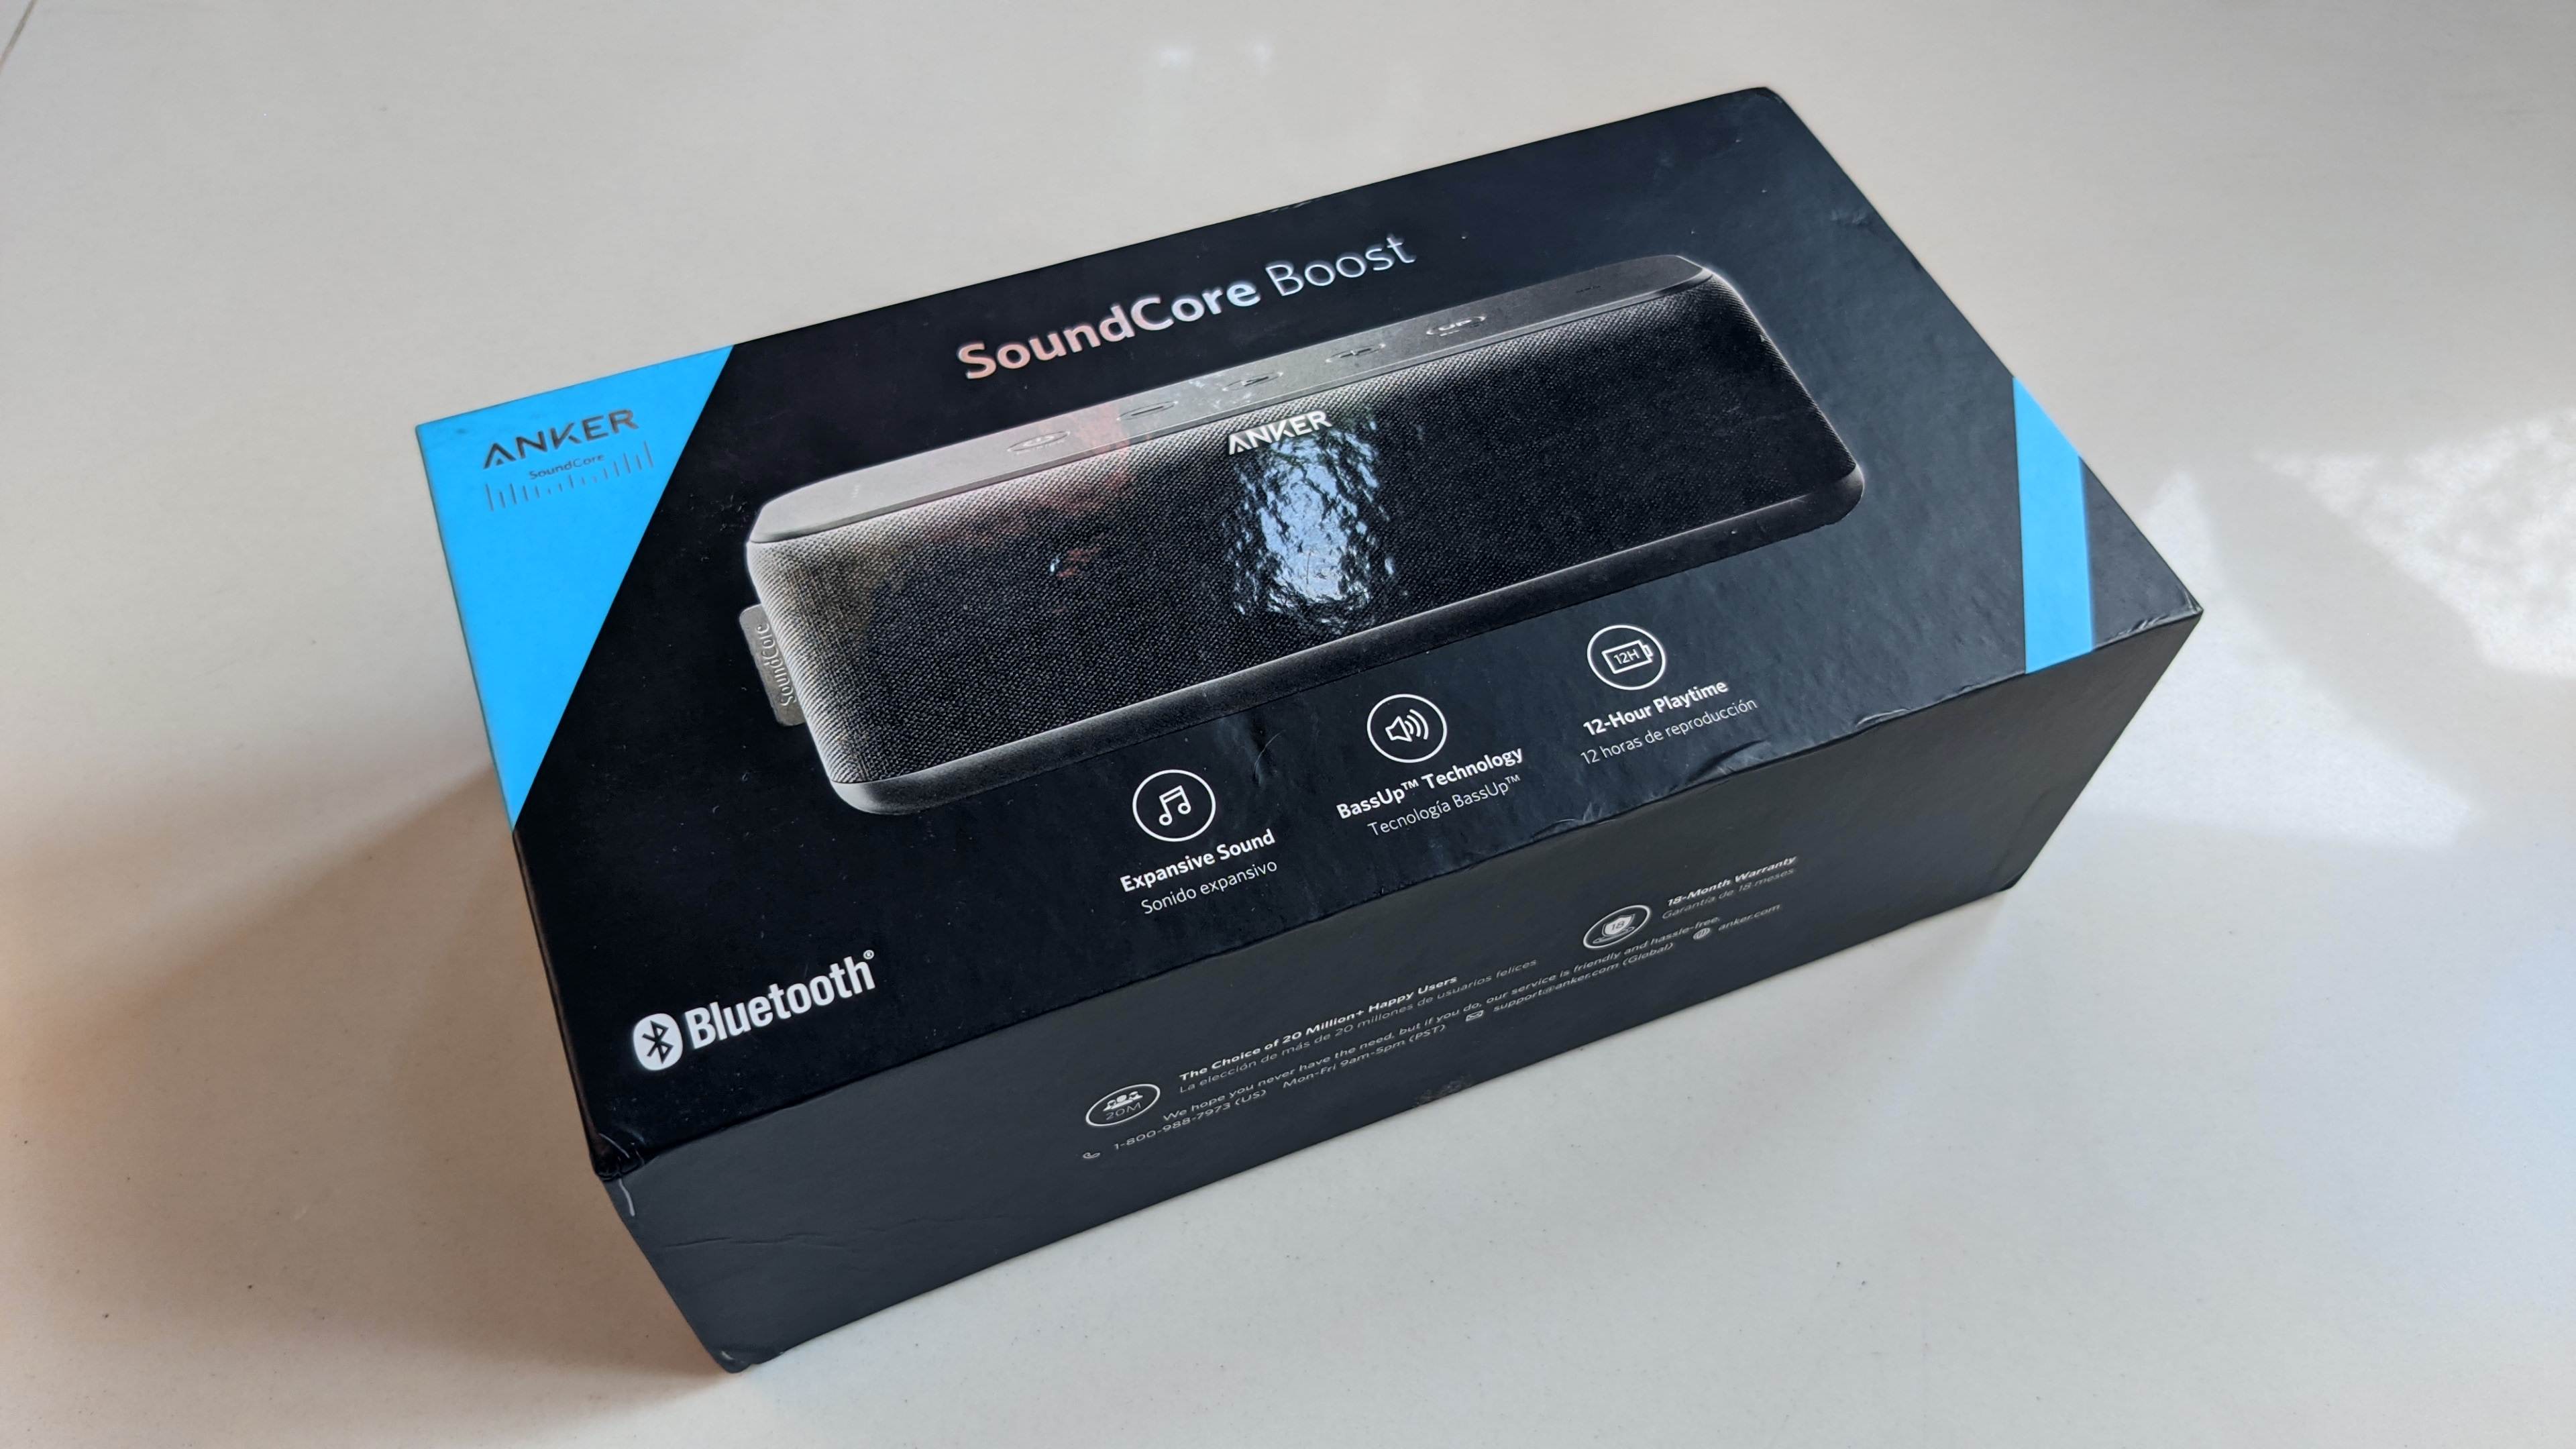 SoundCore Boost
ANKER
SoundCore
ANKER
SoundCore
12H
12-Hour Playtime
12 horas de reproducción
BassUp™ Technology
Tecnología BassUp™
Expansive Sound
Sonido expansivo
Bluetooth®
18
18-Month Warranty
Garantía de 18 meses
20M
The Choice of 20 Million+ Happy Users
La elección de más de 20 millones de usuarios felices
We hope you never have the need, but if you do, our service is friendly and hassle-free.
1-800-988-7973 (US) Mon-Fri 9am-5pm (PST) support@anker.com (Global) anker.com